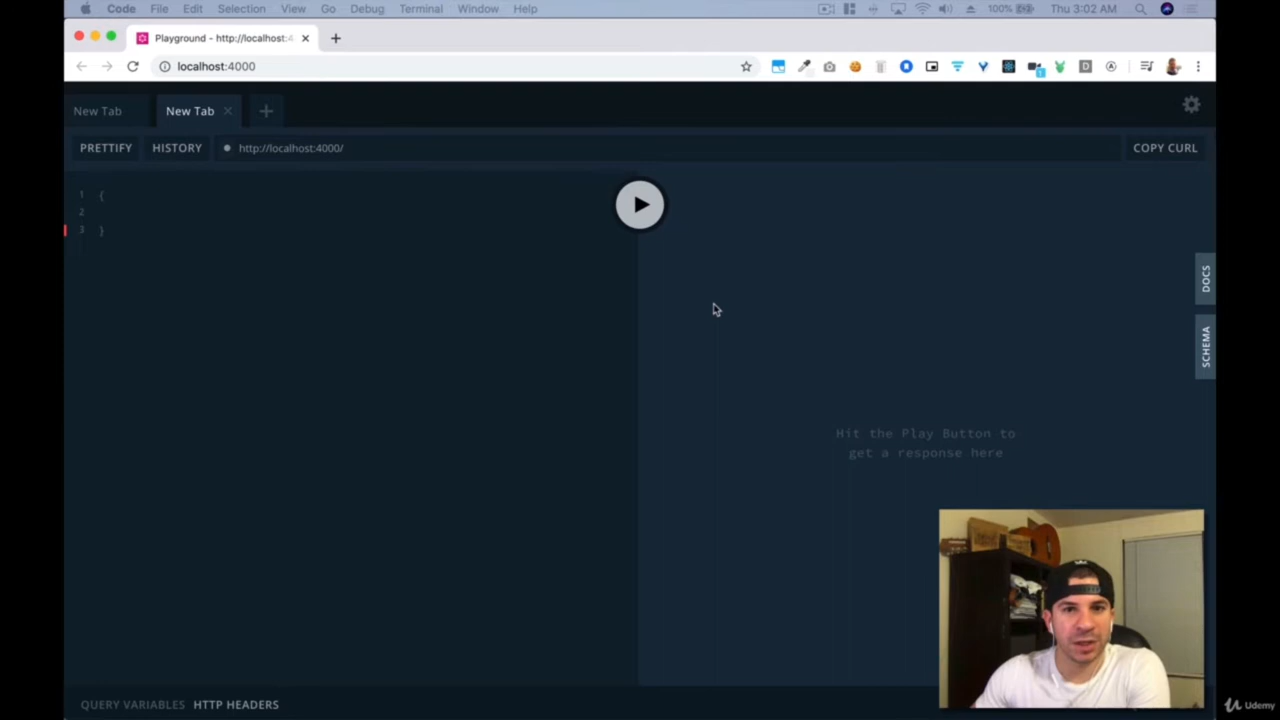 Code File Edit Selection View Go Debug Terminal Window Help 100% Thu 3:02 AM
Playground - http://localhost:4
localhost:4000
New Tab New Tab
PRETTIFY HISTORY http://localhost:4000/ COPY CURL
1 {
2
3 }
DOCS
SCHEMA
Hit the Play Button to
get a response here
QUERY VARIABLES HTTP HEADERS
Udemy